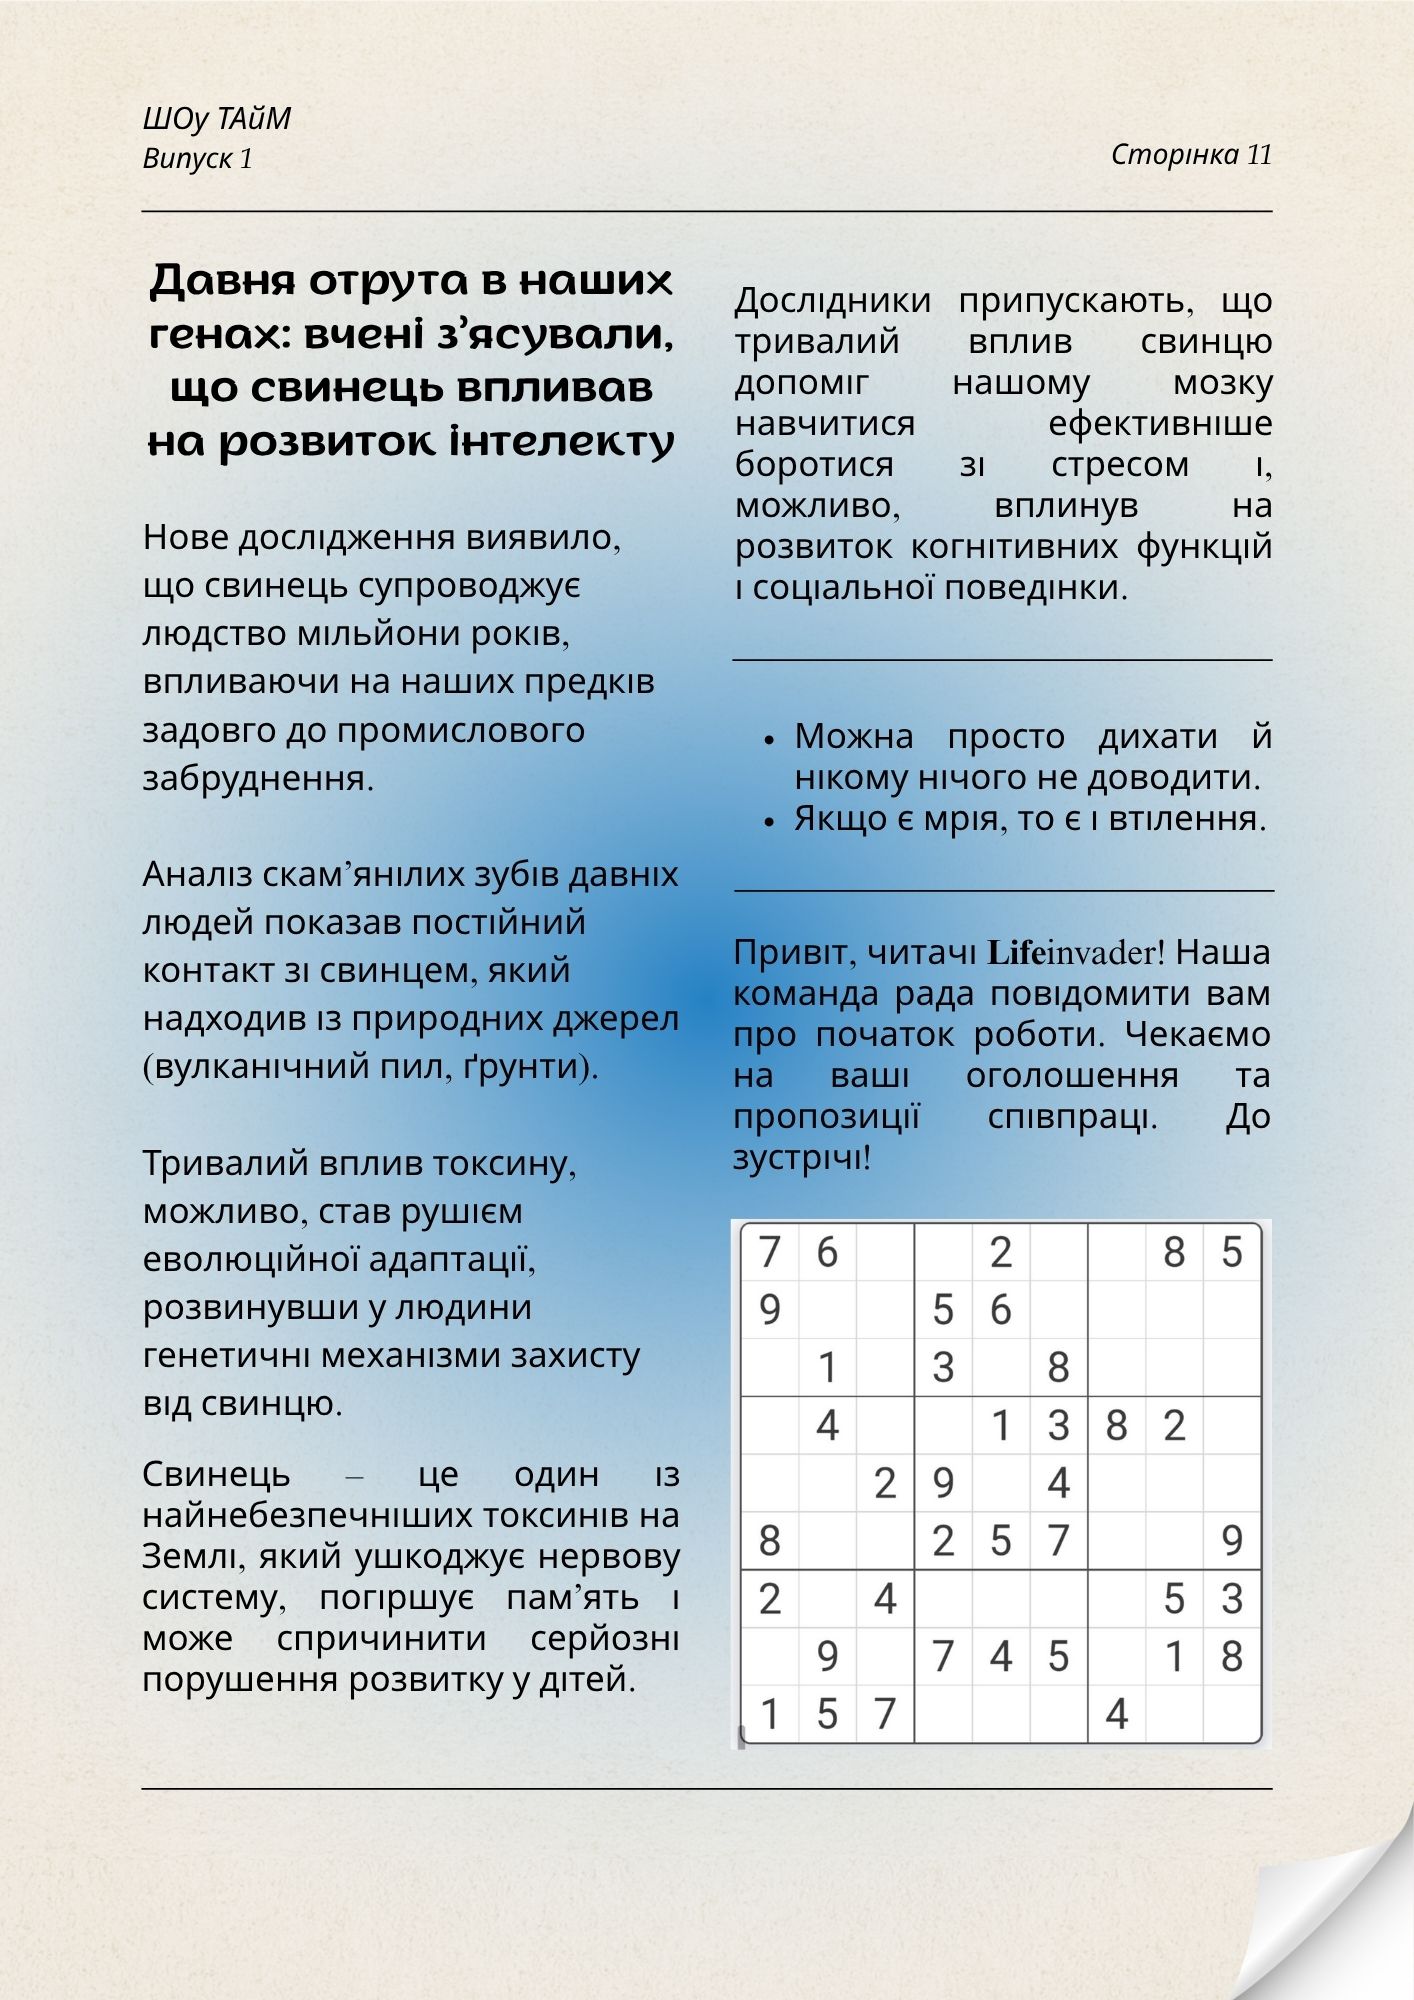 ШОу ТАйМ
Випуск 1
Сторінка 11
Давня отрута в наших
генах: вчені з’ясували,
що свинець впливав
на розвиток інтелекту
Нове дослідження виявило,
що свинець супроводжує
людство мільйони років,
впливаючи на наших предків
задовго до промислового
забруднення.
Аналіз скам’янілих зубів давніх
людей показав постійний
контакт зі свинцем, який
надходив із природних джерел
(вулканічний пил, ґрунти).
Тривалий вплив токсину,
можливо, став рушієм
еволюційної адаптації,
розвинувши у людини
генетичні механізми захисту
від свинцю.
Свинець – це один із
найнебезпечніших токсинів на
Землі, який ушкоджує нервову
систему, погіршує пам’ять і
може спричинити серйозні
порушення розвитку у дітей.
Дослідники припускають, що
тривалий вплив свинцю
допоміг нашому мозку
навчитися ефективніше
боротися зі стресом і,
можливо, вплинув на
розвиток когнітивних функцій
і соціальної поведінки.
• Можна просто дихати й
нікому нічого не доводити.
• Якщо є мрія, то є і втілення.
Привіт, читачі Lifeinvader! Наша
команда рада повідомити вам
про початок роботи. Чекаємо
на ваші оголошення та
пропозиції співпраці. До
зустрічі!
7 6 2 8 5
9 5 6
1 3 8
4 1 3 8 2
2 9 4
8 2 5 7 9
2 4 5 3
9 7 4 5 1 8
1 5 7 4